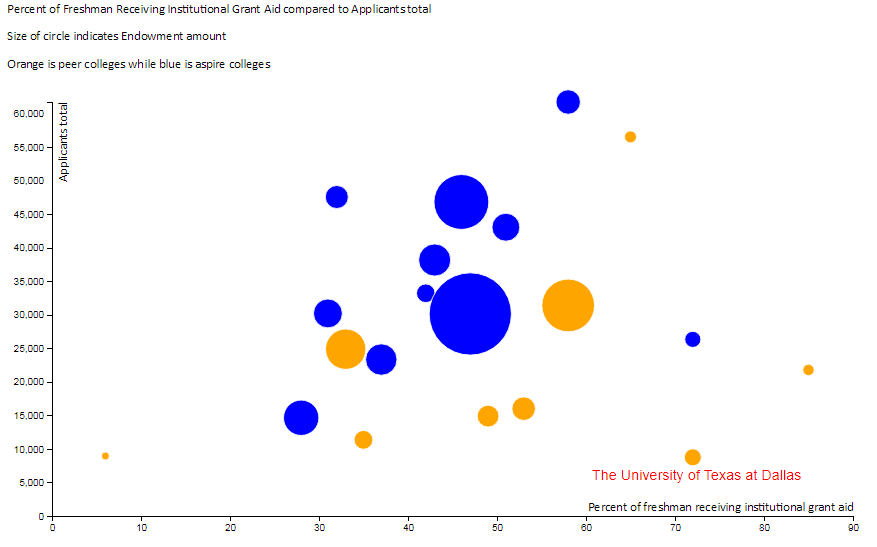 Percent of Freshman Receiving Institutional Grant Aid compared to Applicants total
Size of circle indicates Endowment amount
Orange is peer colleges while blue is aspire colleges
Applicants total
60,000
55,000
50,000
45,000
40,000
35,000
30,000
25,000
20,000
15,000
10,000
5,000
0
The University of Texas at Dallas
Percent of freshman receiving institutional grant aid
0 10 20 30 40 50 60 70 80 90